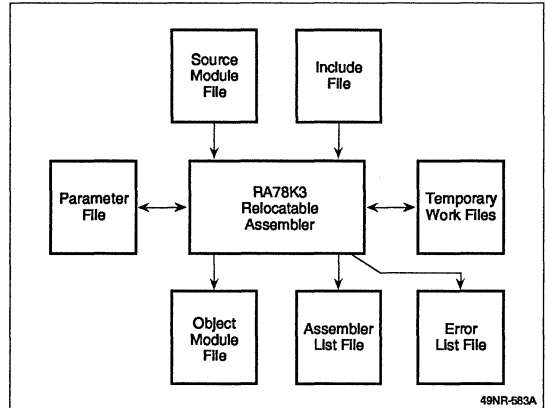 Source
Module
File
Include
File
Parameter
File
RA78K3
Relocatable
Assembler
Temporary
Work Files
Object
Module
File
Assembler
List File
Error
List File
49NR-583A